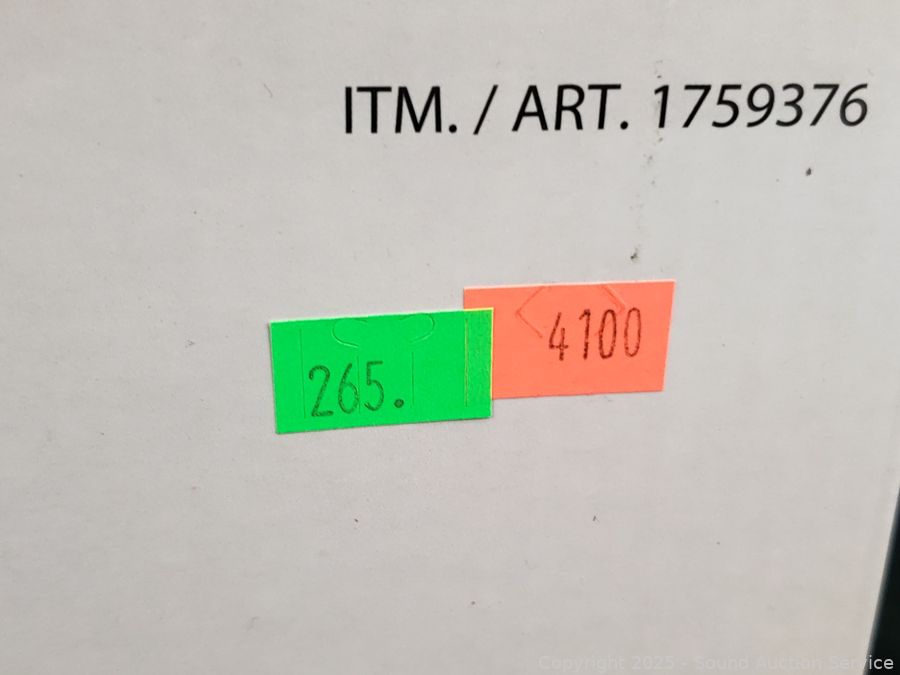 ITM. / ART. 1759376
4100
265.
Copyright 2025 - Sound Auction Service